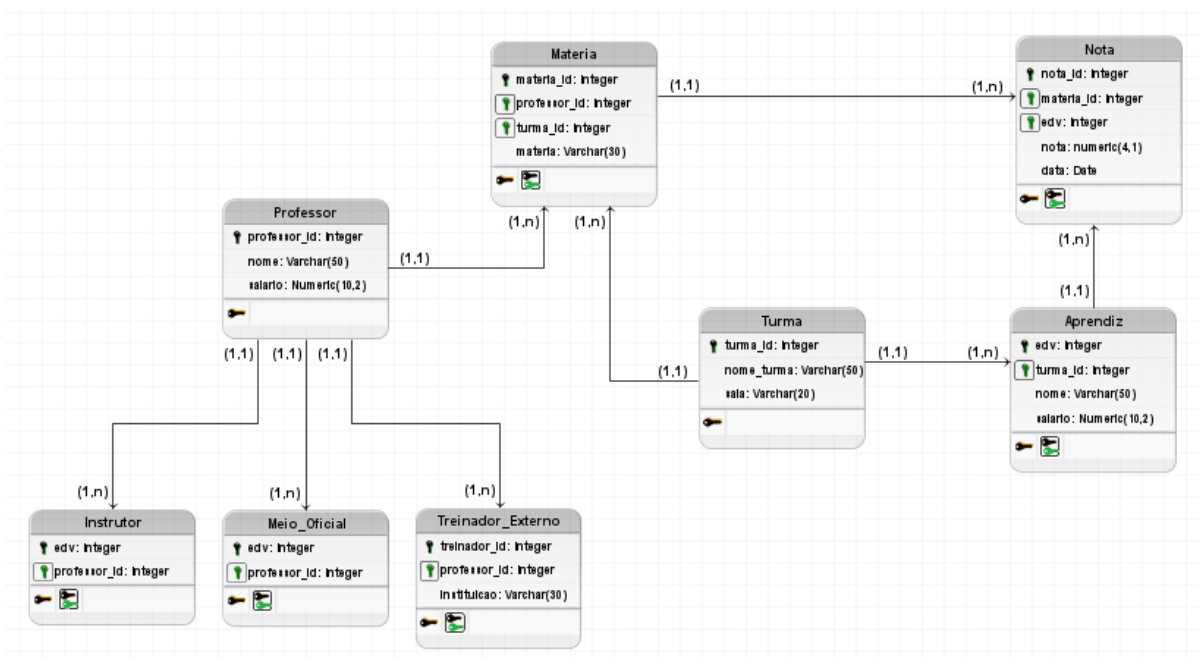 Materia
materia_id: Integer
professor_id: Integer
turma_id: Integer
materia: Varchar(30)
(1,1)
(1,n)
Nota
nota_id: Integer
materia_id: Integer
edv: Integer
nota: numeric(4,1)
data: Date
Professor
professor_id: Integer
nome: Varchar(50)
salario: Numeric(10,2)
(1,1)
(1,n)
(1,n)
(1,n)
(1,1)
Turma
turma_id: Integer
nome_turma: Varchar(50)
sala: Varchar(20)
(1,1)
(1,1)
(1,n)
Aprendiz
edv: Integer
turma_id: Integer
nome: Varchar(50)
salario: Numeric(10,2)
(1,1)
(1,1)
(1,1)
(1,n)
(1,n)
(1,n)
Instrutor
edv: Integer
professor_id: Integer
Meio_Oficial
edv: Integer
professor_id: Integer
Treinador_Externo
treinador_id: Integer
professor_id: Integer
instituicao: Varchar(30)